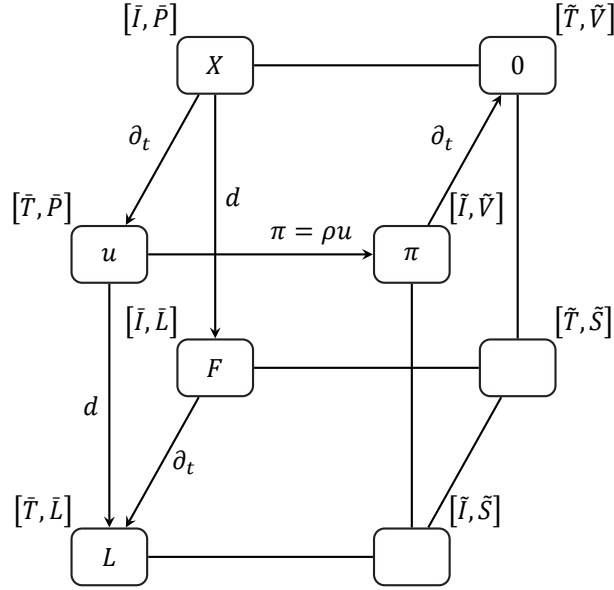 [Ī, P̄]
[T̃, Ṽ]
X
0
∂ₜ
∂ₜ
[T̄, P̄]
d
[Ĩ, Ṽ]
π = ρu
u
π
[Ī, L̄]
[T̃, S̃]
F
d
∂ₜ
[T̄, L̄]
[Ĩ, S̃]
L